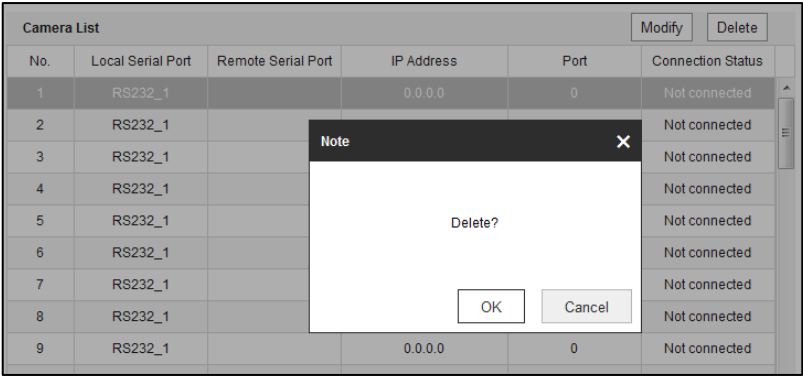 Camera List Modify Delete
No. Local Serial Port Remote Serial Port IP Address Port Connection Status
1 RS232_1 0.0.0.0 0 Not connected
2 RS232_1 Not connected
Note
3 RS232_1 Not connected
4 RS232_1 Not connected
5 RS232_1 Delete? Not connected
6 RS232_1 Not connected
7 RS232_1 Not connected
OK Cancel
8 RS232_1 Not connected
9 RS232_1 0.0.0.0 0 Not connected